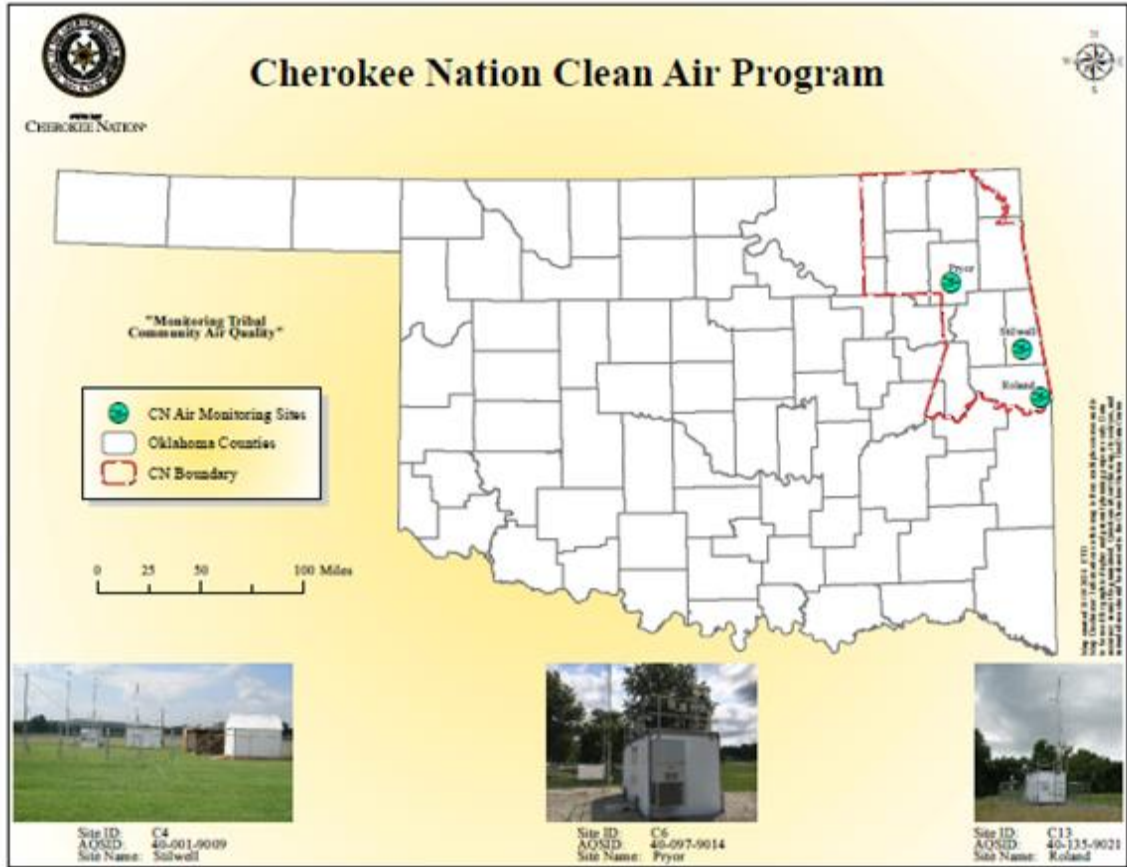 Cherokee Nation Clean Air Program
N
W
E
S
CHEROKEE NATION®
"Monitoring Tribal
Community Air Quality"
CN Air Monitoring Sites
Oklahoma Counties
CN Boundary
0 25 50 100 Miles
Pryor
Stilwell
Roland
Site ID: C4
AQSID: 40-001-9009
Site Name: Stilwell
Site ID: C6
AQSID: 40-097-9014
Site Name: Pryor
Site ID: C13
AQSID: 40-135-9021
Site Name: Roland